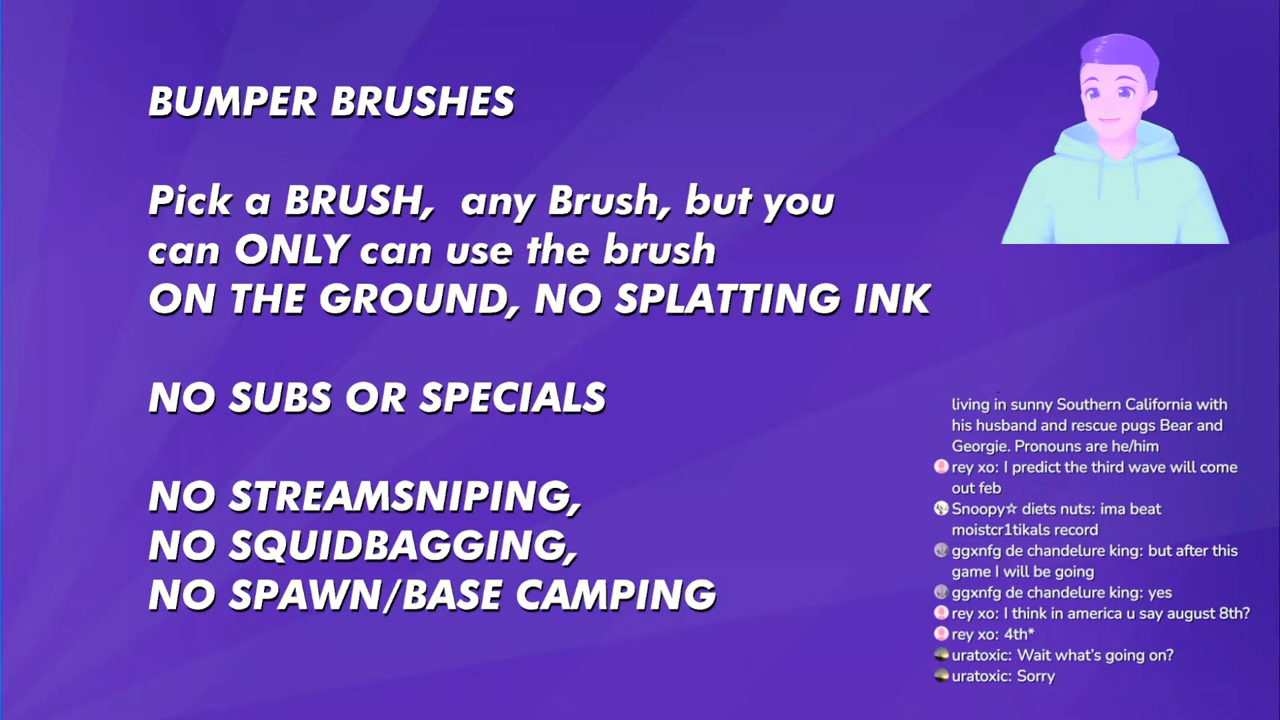 BUMPER BRUSHES
Pick a BRUSH, any Brush, but you
can ONLY can use the brush
ON THE GROUND, NO SPLATTING INK
NO SUBS OR SPECIALS
NO STREAMSNIPING,
NO SQUIDBAGGING,
NO SPAWN/BASE CAMPING
living in sunny Southern California with
his husband and rescue pugs Bear and
Georgie. Pronouns are he/him
rey xo: I predict the third wave will come
out feb
Snoopy☆ diets nuts: ima beat
moistcr1tikals record
ggxnfg de chandelure king: but after this
game I will be going
ggxnfg de chandelure king: yes
rey xo: I think in america u say august 8th?
rey xo: 4th*
uratoxic: Wait what's going on?
uratoxic: Sorry